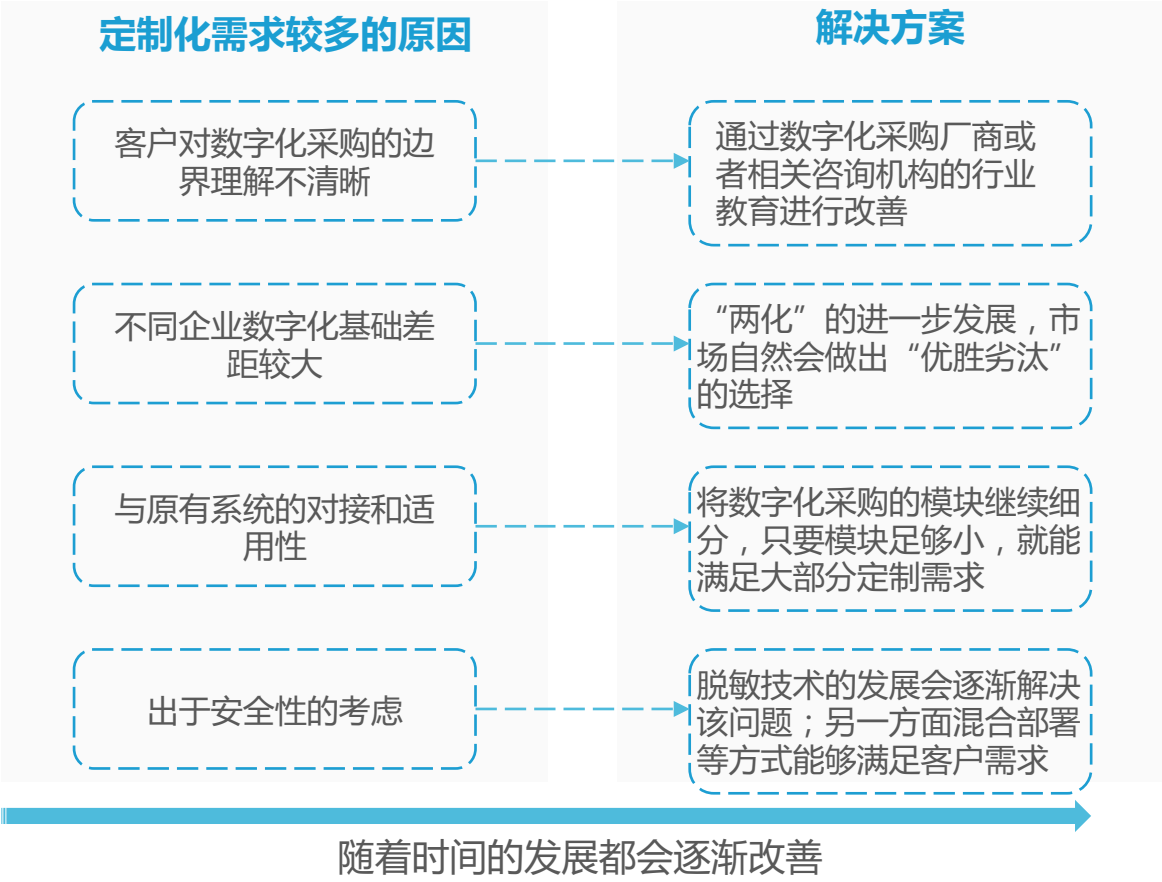 定制化需求较多的原因
解决方案
客户对数字化采购的边
界理解不清晰
通过数字化采购厂商或
者相关咨询机构的行业
教育进行改善
不同企业数字化基础差
距较大
“两化”的进一步发展，市
场自然会做出“优胜劣汰”
的选择
与原有系统的对接和适
用性
将数字化采购的模块继续细
分，只要模块足够小，就能
满足大部分定制需求
出于安全性的考虑
脱敏技术的发展会逐渐解决
该问题；另一方面混合部署
等方式能够满足客户需求
随着时间的发展都会逐渐改善